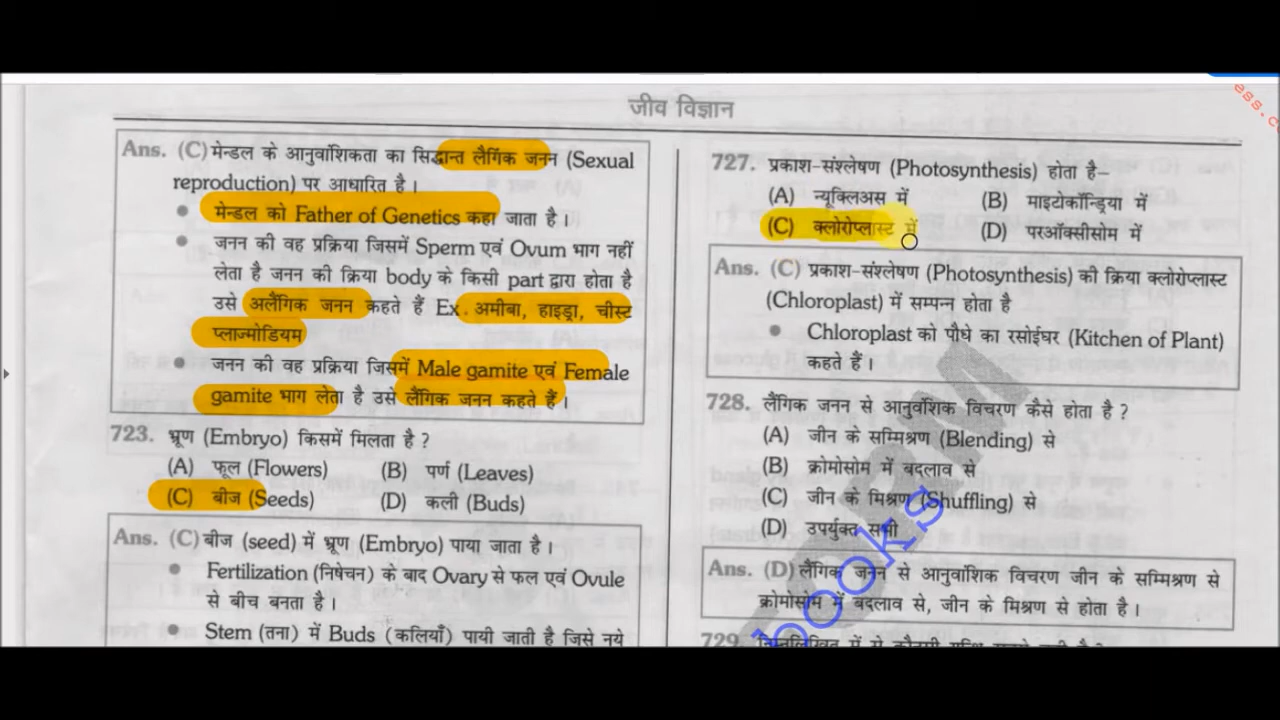 जीव विज्ञान
Ans. (C) मेन्डल के आनुवांशिकता का सिद्धान्त लैगिंक जनन (Sexual
reproduction) पर आधारित है।
● मेन्डल को Father of Genetics कहा जाता है।
● जनन की वह प्रक्रिया जिसमें Sperm एवं Ovum भाग नहीं
लेता है जनन की क्रिया body के किसी part द्वारा होता है
उसे अलैंगिक जनन कहते हैं Ex. अमीबा, हाइड्रा, चीस्ट
प्लाज्मोडियम
● जनन की वह प्रक्रिया जिसमें Male gamite एवं Female
gamite भाग लेता है उसे लैंगिक जनन कहते हैं।
723. भ्रूण (Embryo) किसमें मिलता है?
(A) फूल (Flowers) (B) पर्ण (Leaves)
(C) बीज (Seeds) (D) कली (Buds)
Ans. (C) बीज (seed) में भ्रूण (Embryo) पाया जाता है।
● Fertilization (निषेचन) के बाद Ovary से फल एवं Ovule
से बीच बनता है।
● Stem (तना) में Buds (कलियाँ) पायी जाती है जिसे नये
727. प्रकाश-संश्लेषण (Photosynthesis) होता है–
(A) न्यूक्लिअस में (B) माइटोकॉन्ड्रिया में
(C) क्लोरोप्लास्ट में (D) परऑक्सीसोम में
Ans. (C) प्रकाश-संश्लेषण (Photosynthesis) की क्रिया क्लोरोप्लास्ट
(Chloroplast) में सम्पन्न होता है
● Chloroplast को पौधे का रसोईघर (Kitchen of Plant)
कहते हैं।
728. लैंगिक जनन से आनुवंशिक विचरण कैसे होता है?
(A) जीन के सम्मिश्रण (Blending) से
(B) क्रोमोसोम में बदलाव से
(C) जीन के मिश्रण (Shuffling) से
(D) उपर्युक्त सभी
Ans. (D) लैंगिक जनन से आनुवांशिक विचरण जीन के सम्मिश्रण से
क्रोमोसोम में बदलाव से, जीन के मिश्रण से होता है।
729.
books
ess.c